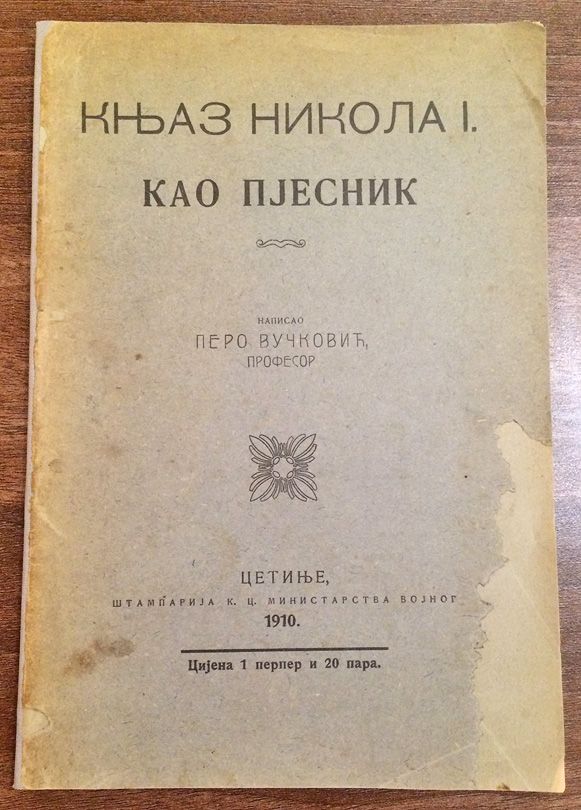 КЊАЗ НИКОЛА I.
КАО ПЈЕСНИК
НАПИСАО
ПЕРО ВУЧКОВИЋ,
ПРОФЕСОР
ЦЕТИЊЕ,
ШТАМПАРИЈА К. Ц. МИНИСТАРСТВА ВОЈНОГ
1910.
Цијена 1 перпер и 20 пара.